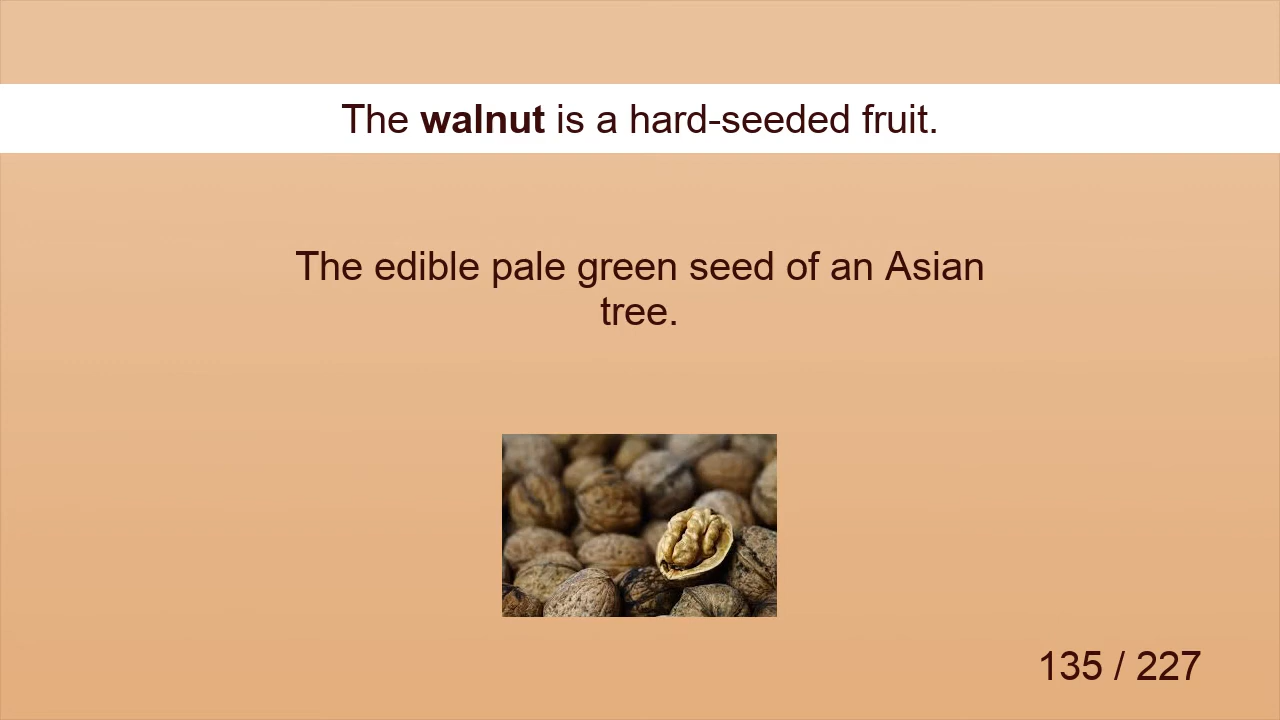 The walnut is a hard-seeded fruit.
The edible pale green seed of an Asian
tree.
135 / 227